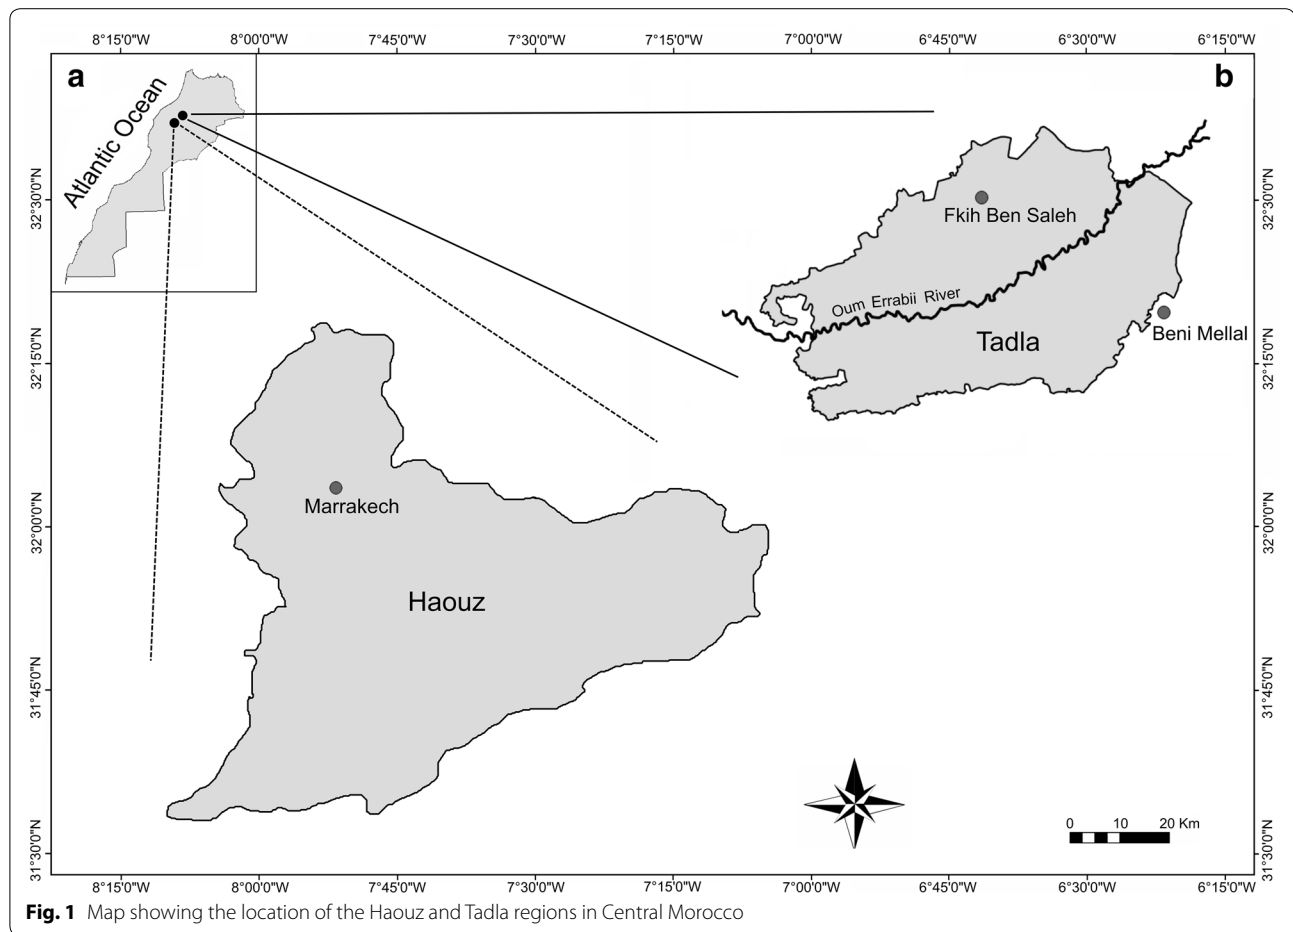 8°15'0"W 8°00'0"W 7°45'0"W 7°30'0"W 7°15'0"W 7°00'0"W 6°45'0"W 6°30'0"W 6°15'0"W
a
b
Atlantic Ocean
32°30'0"N
32°30'0"N
Fkih Ben Saleh
Oum Errabii River
Beni Mellal
Tadla
32°15'0"N
32°15'0"N
Marrakech
32°00'0"N
32°00'0"N
Haouz
31°45'0"N
31°45'0"N
0 10 20 Km
31°30'0"N
31°30'0"N
8°15'0"W 8°00'0"W 7°45'0"W 7°30'0"W 7°15'0"W 7°00'0"W 6°45'0"W 6°30'0"W 6°15'0"W
Fig. 1 Map showing the location of the Haouz and Tadla regions in Central Morocco